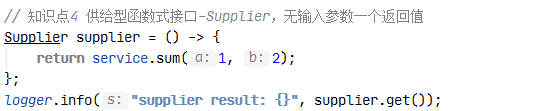 // 知识点4 供给型函数式接口-Supplier，无输入参数一个返回值
Supplier supplier = () -> {
    return service.sum( a: 1, b: 2);
};
logger.info( s: "supplier result: {}", supplier.get());